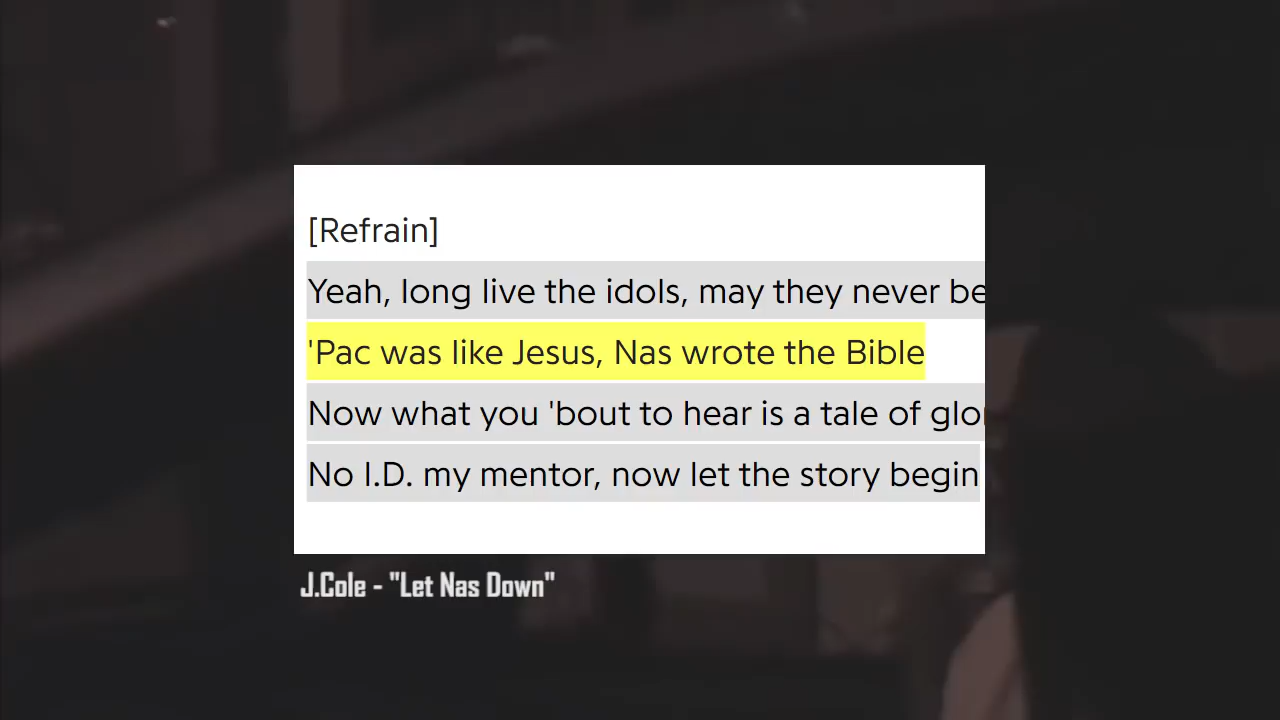 [Refrain]
Yeah, long live the idols, may they never be
'Pac was like Jesus, Nas wrote the Bible
Now what you 'bout to hear is a tale of glo
No I.D. my mentor, now let the story begin
J.Cole - "Let Nas Down"